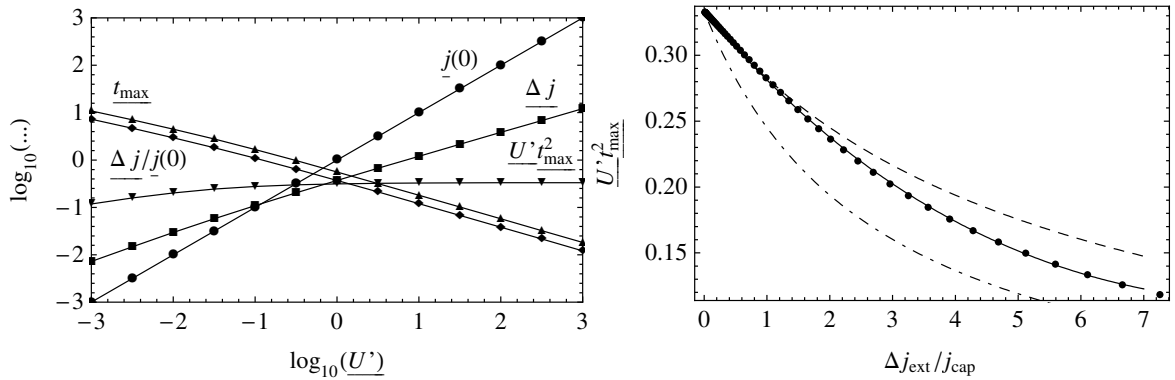 3
2
1
0
−1
−2
−3
log₁₀(...)
−3 −2 −1 0 1 2 3
log₁₀(U')
t_max
j(0)
Δ j
Δ j/j(0)
U' t²_max
0.30
0.25
0.20
0.15
U' t²_max
0 1 2 3 4 5 6 7
Δ j_ext/j_cap